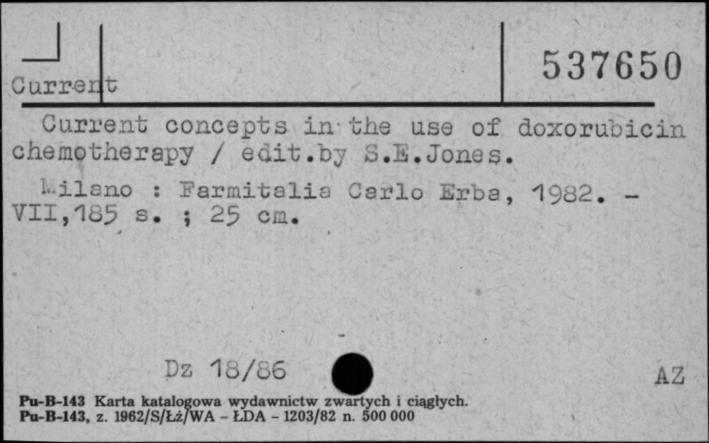 537650
Current
Current concepts in the use of doxorubicin
chemotherapy / edit.by S.E.Jones.
Milano : Farmitalia Carlo Erba, 1982. -
VII,185 s. ; 25 cm.
Dz 18/86
AZ
Pu-B-143 Karta katalogowa wydawnictw zwartych i ciągłych.
Pu-B-143, z. 1962/S/Łż/WA - ŁDA - 1203/82 n. 500 000